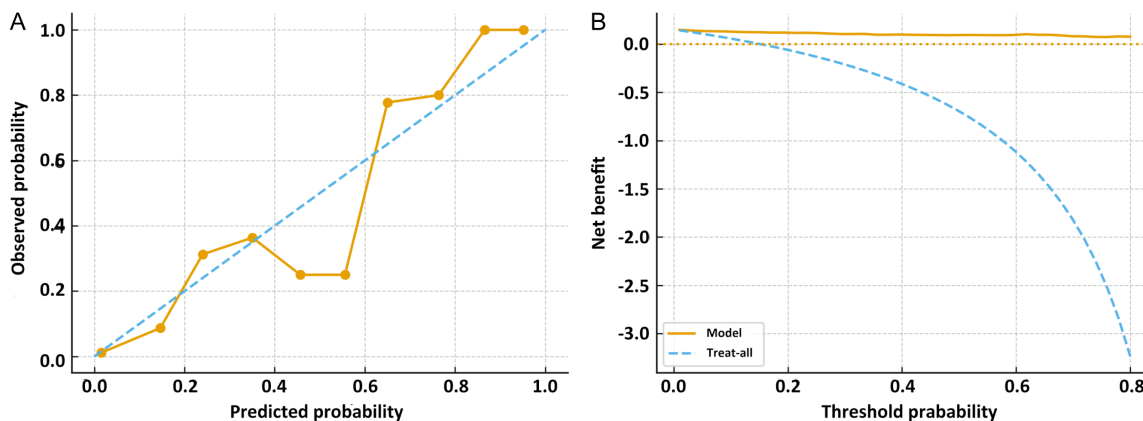 A
Observed probability
1.0
0.8
0.6
0.4
0.2
0.0
0.0 0.2 0.4 0.6 0.8 1.0
Predicted probability
B
Net benefit
0.0
-0.5
-1.0
-1.5
-2.0
-2.5
-3.0
Model
Treat-all
0.0 0.2 0.4 0.6 0.8
Threshold prabability